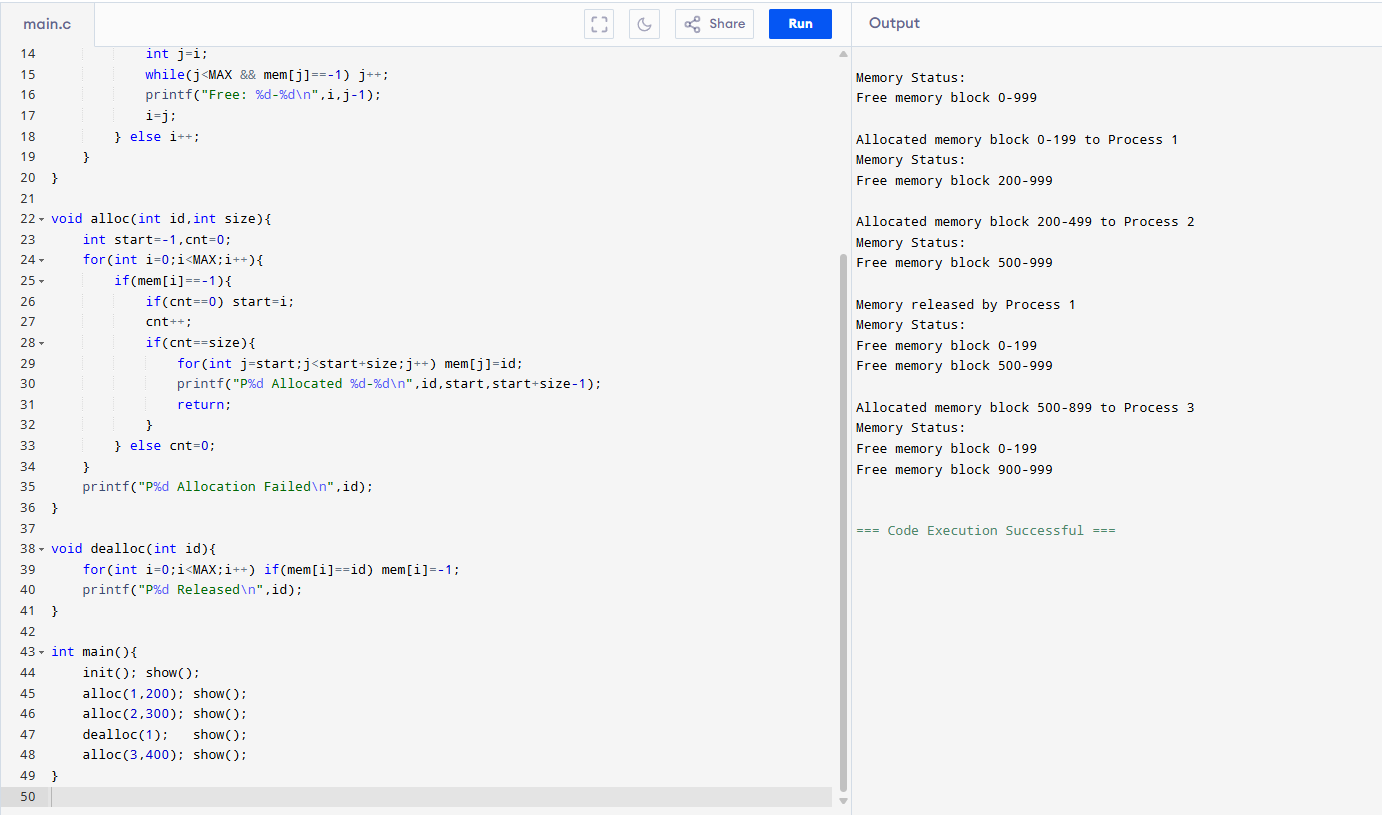 main.c
Share
Run
Output
14 int j=i;
15 while(j<MAX && mem[j]==-1) j++;
16 printf("Free: %d-%d\n",i,j-1);
17 i=j;
18 } else i++;
19 }
20 }
21
22 void alloc(int id,int size){
23 int start=-1,cnt=0;
24 for(int i=0;i<MAX;i++){
25 if(mem[i]==-1){
26 if(cnt==0) start=i;
27 cnt++;
28 if(cnt==size){
29 for(int j=start;j<start+size;j++) mem[j]=id;
30 printf("P%d Allocated %d-%d\n",id,start,start+size-1);
31 return;
32 }
33 } else cnt=0;
34 }
35 printf("P%d Allocation Failed\n",id);
36 }
37
38 void dealloc(int id){
39 for(int i=0;i<MAX;i++) if(mem[i]==id) mem[i]=-1;
40 printf("P%d Released\n",id);
41 }
42
43 int main(){
44 init(); show();
45 alloc(1,200); show();
46 alloc(2,300); show();
47 dealloc(1);   show();
48 alloc(3,400); show();
49 }
50
Memory Status:
Free memory block 0-999
Allocated memory block 0-199 to Process 1
Memory Status:
Free memory block 200-999
Allocated memory block 200-499 to Process 2
Memory Status:
Free memory block 500-999
Memory released by Process 1
Memory Status:
Free memory block 0-199
Free memory block 500-999
Allocated memory block 500-899 to Process 3
Memory Status:
Free memory block 0-199
Free memory block 900-999
=== Code Execution Successful ===